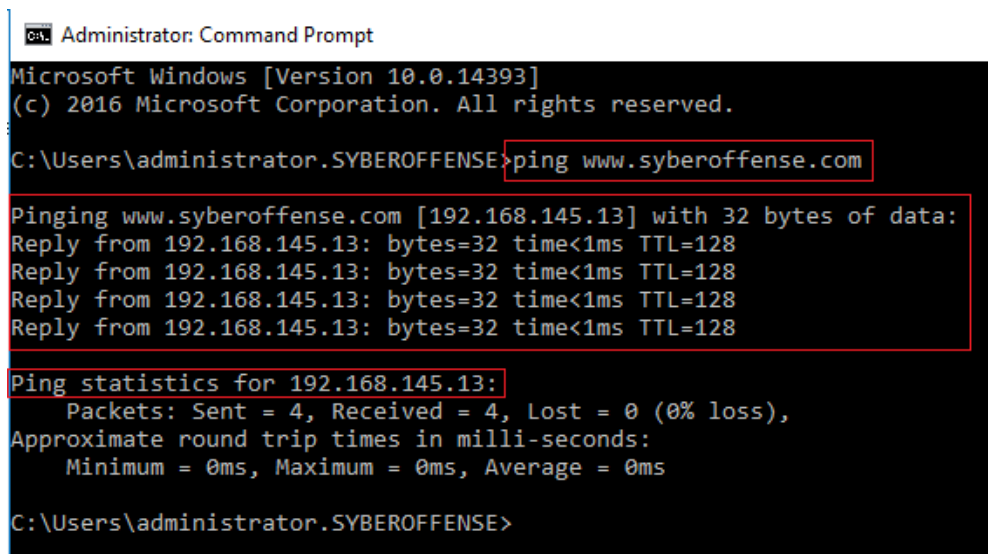 Administrator: Command Prompt
Microsoft Windows [Version 10.0.14393]
(c) 2016 Microsoft Corporation. All rights reserved.
C:\Users\administrator.SYBEROFFENSE>ping www.syberoffense.com
Pinging www.syberoffense.com [192.168.145.13] with 32 bytes of data:
Reply from 192.168.145.13: bytes=32 time<1ms TTL=128
Reply from 192.168.145.13: bytes=32 time<1ms TTL=128
Reply from 192.168.145.13: bytes=32 time<1ms TTL=128
Reply from 192.168.145.13: bytes=32 time<1ms TTL=128
Ping statistics for 192.168.145.13:
    Packets: Sent = 4, Received = 4, Lost = 0 (0% loss),
Approximate round trip times in milli-seconds:
    Minimum = 0ms, Maximum = 0ms, Average = 0ms
C:\Users\administrator.SYBEROFFENSE>